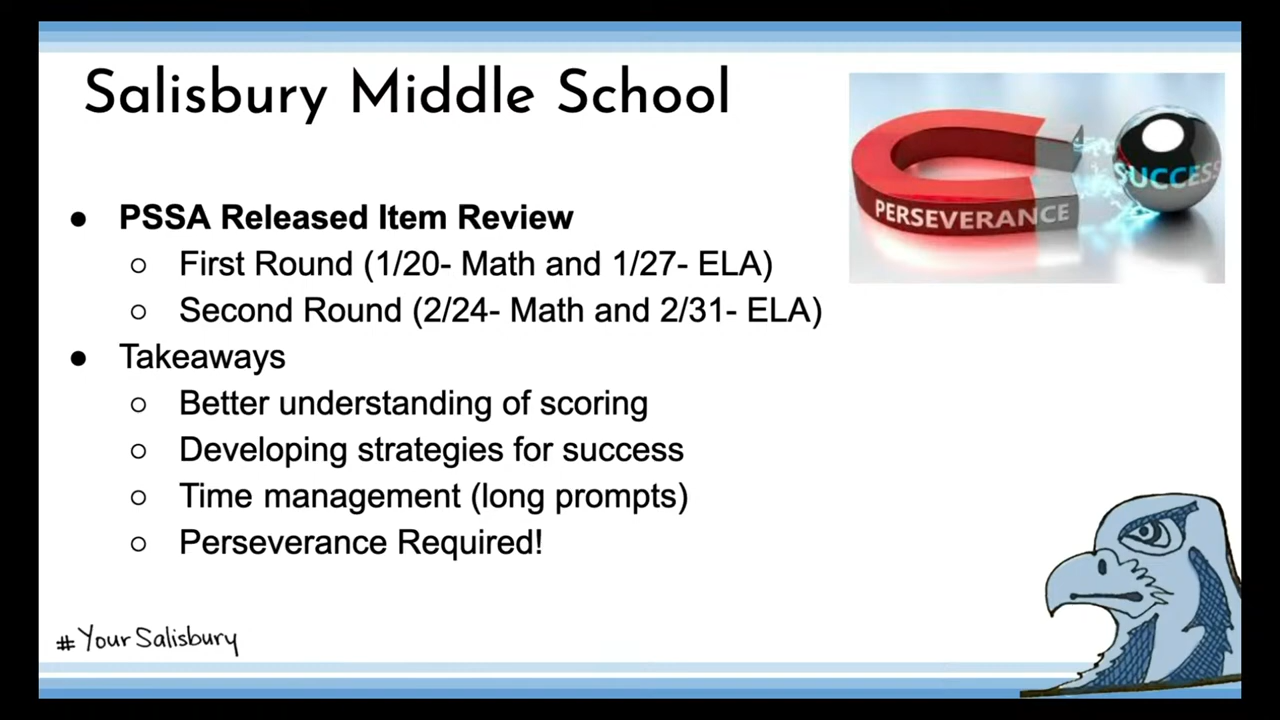 Salisbury Middle School
PERSEVERANCE
SUCCESS
● PSSA Released Item Review
○ First Round (1/20- Math and 1/27- ELA)
○ Second Round (2/24- Math and 2/31- ELA)
● Takeaways
○ Better understanding of scoring
○ Developing strategies for success
○ Time management (long prompts)
○ Perseverance Required!
#YourSalisbury